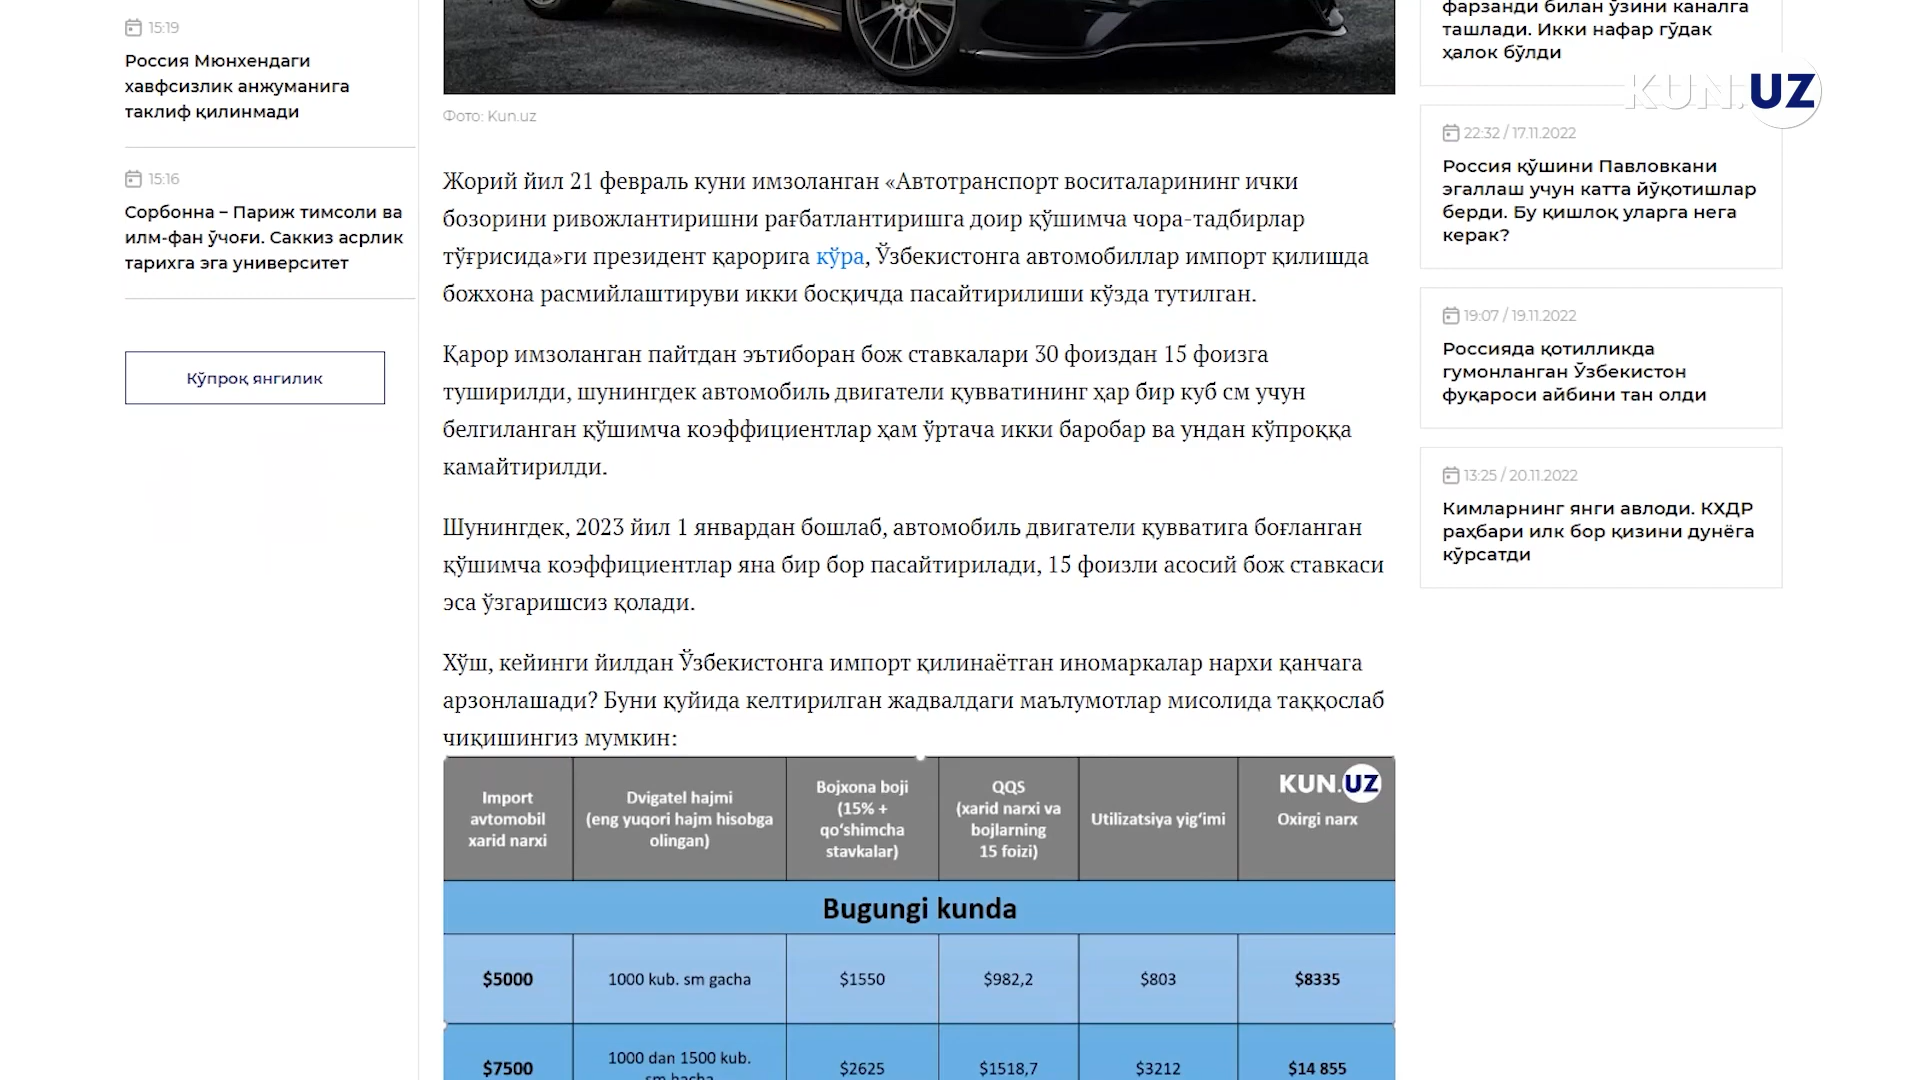 15:19
Россия Мюнхендаги
хавфсизлик анжуманига
таклиф қилинмади
15:16
Сорбонна – Париж тимсоли ва
илм-фан ўчоғи. Саккиз асрлик
тарихга эга университет
Кўпроқ янгилик
Фото: Kun.uz
Жорий йил 21 февраль куни имзоланган «Автотранспорт воситаларининг ички
бозорини ривожлантиришни рағбатлантиришга доир қўшимча чора-тадбирлар
тўғрисида»ги президент қарорига кўра, Ўзбекистонга автомобиллар импорт қилишда
божхона расмийлаштируви икки босқичда пасайтирилиши кўзда тутилган.
Қарор имзоланган пайтдан эътиборан бож ставкалари 30 фоиздан 15 фоизга
туширилди, шунингдек автомобиль двигатели қувватининг ҳар бир куб см учун
белгиланган қўшимча коэффициентлар ҳам ўртача икки баробар ва ундан кўпроққа
камайтирилди.
Шунингдек, 2023 йил 1 январдан бошлаб, автомобиль двигатели қувватига боғланган
қўшимча коэффициентлар яна бир бор пасайтирилади, 15 фоизли асосий бож ставкаси
эса ўзгаришсиз қолади.
Хўш, кейинги йилдан Ўзбекистонга импорт қилинаётган иномаркалар нархи қанчага
арзонлашади? Буни қуйида келтирилган жадвалдаги маълумотлар мисолида таққослаб
чиқишингиз мумкин:
Import
avtomobil
xarid narxi
Dvigatel hajmi
(eng yuqori hajm hisobga
olingan)
Bojxona boji
(15% +
qo‘shimcha
stavkalar)
QQS
(xarid narxi va
bojlarning
15 foizi)
Utilizatsiya yig‘imi
KUN.UZ
Oxirgi narx
Bugungi kunda
$5000
1000 kub. sm gacha
$1550
$982,2
$803
$8335
$7500
1000 dan 1500 kub.
sm hacha
$2625
$1518,7
$3212
$14 855
фарзанди билан ўзини каналга
ташлади. Икки нафар гўдак
ҳалок бўлди
KUN.UZ
22:32 / 17.11.2022
Россия қўшини Павловкани
эгаллаш учун катта йўқотишлар
берди. Бу қишлоқ уларга нега
керак?
19:07 / 19.11.2022
Россияда қотилликда
гумонланган Ўзбекистон
фуқароси айбини тан олди
13:25 / 20.11.2022
Кимларнинг янги авлоди. КХДР
раҳбари илк бор қизини дунёга
кўрсатди